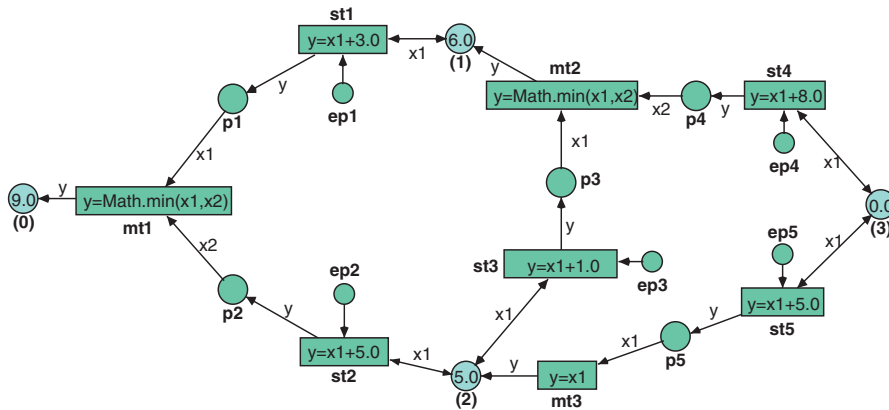 st1
y=x1+3.0
x1
6.0
(1)
y
mt2
y=Math.min(x1,x2)
x2
p4
y
st4
y=x1+8.0
y
p1
ep1
ep4
x1
x1
x1
p3
9.0
(0)
y
y=Math.min(x1,x2)
mt1
0.0
(3)
x2
ep2
y
st3
y=x1+1.0
ep3
ep5
x1
p2
y
x1
y=x1+5.0
st5
y
y=x1+5.0
st2
x1
5.0
(2)
y
y=x1
mt3
x1
p5